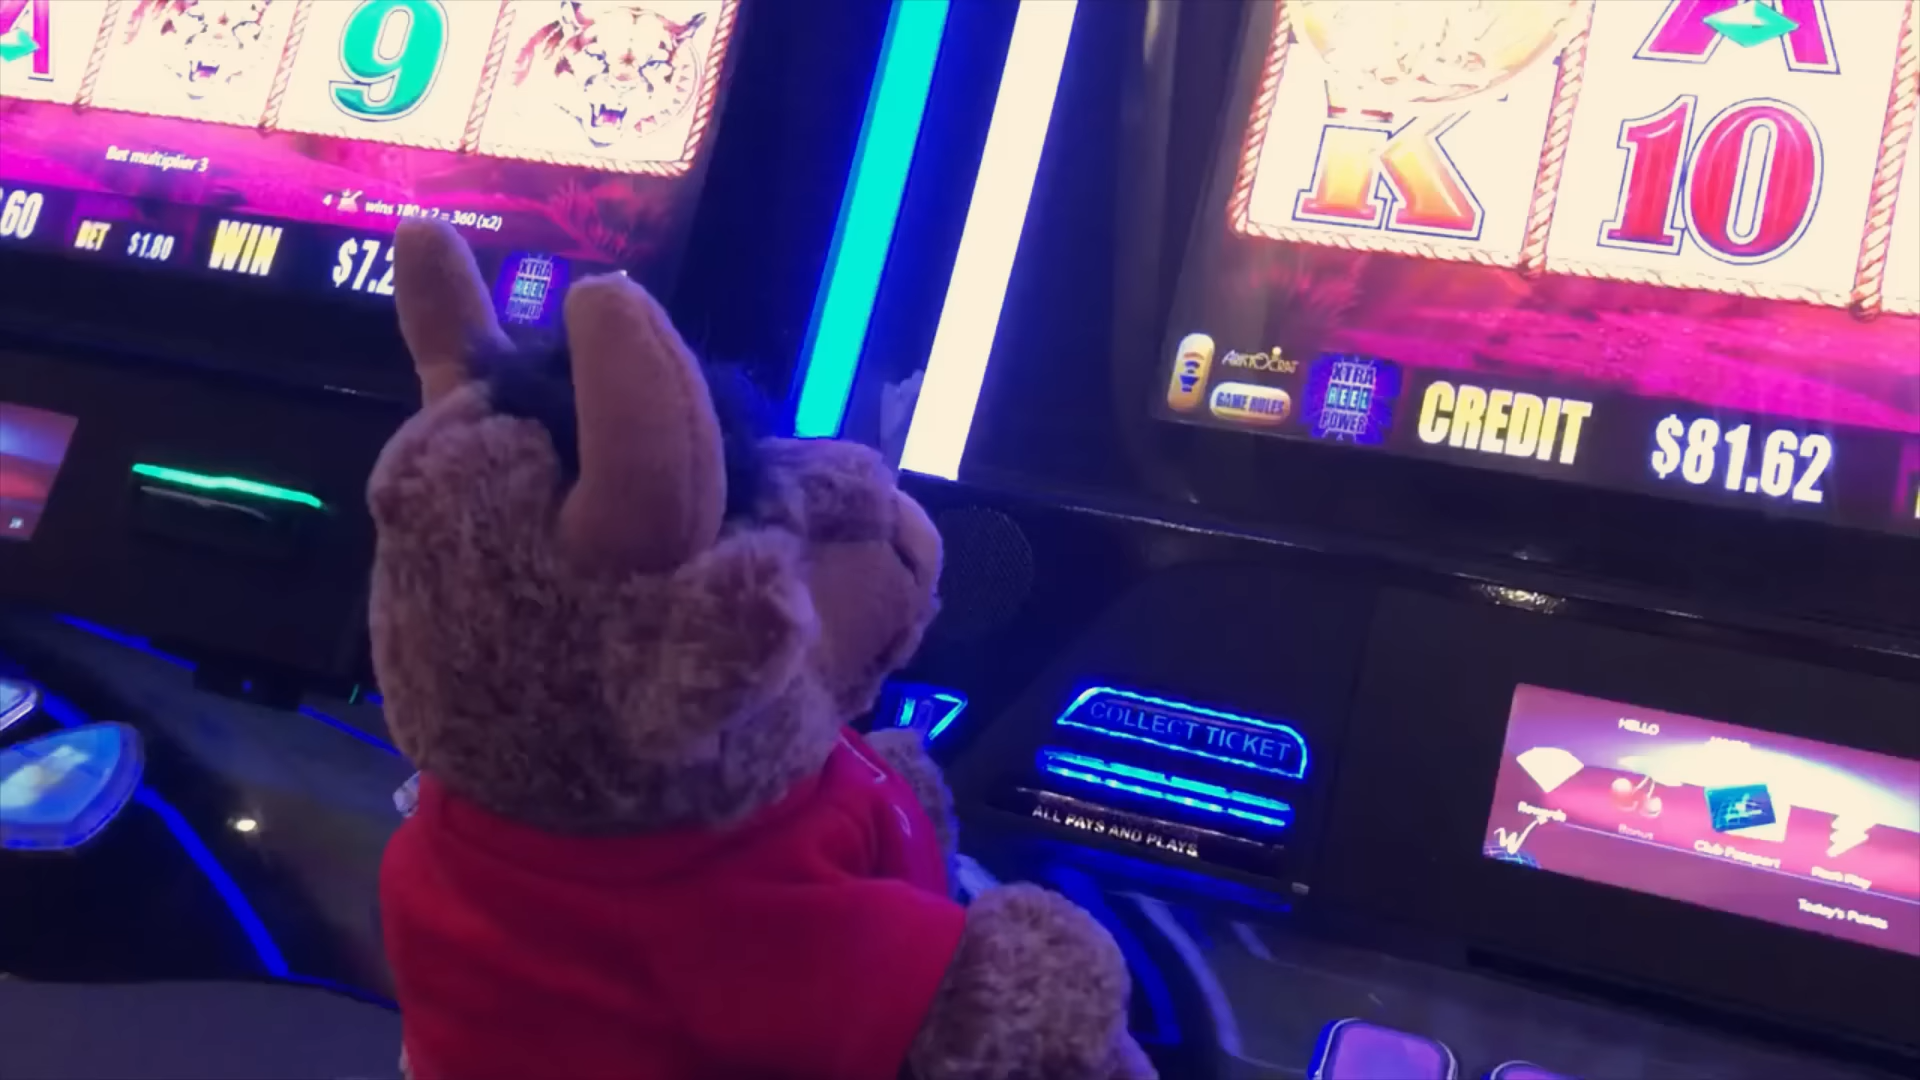 A
9
Bet multiplier 3
4 K wins 180 x 2 = 360 (x2)
.60
BET $1.80
WIN $7.2
XTRA
REEL
POWER
A
K
10
ARISTOCRAT
GAME RULES
XTRA
REEL
POWER
CREDIT $81.62
COLLECT TICKET
ALL PAYS AND PLAYS
HELLO
Rewards
Bonus
Club Passport
W
Today's Points